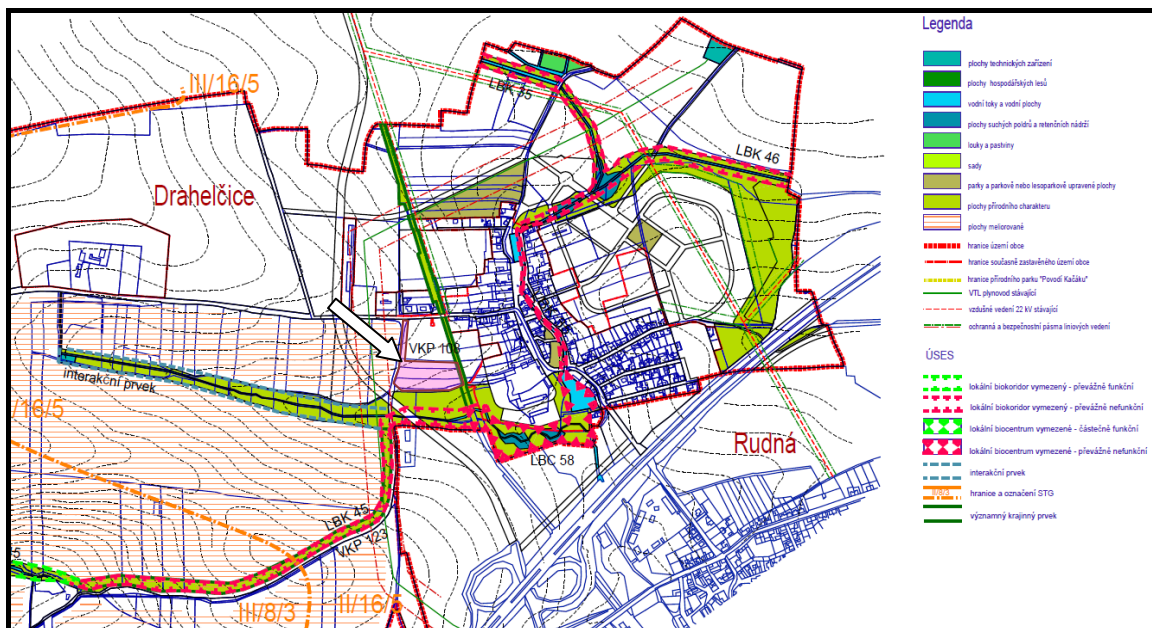 III/16/5
LBK 35
LBK 46
Drahelčice
VKP 108
interakční prvek
I/16/5
LBC 58
Rudná
LBK 45
VKP 123
III/8/3
II/16/5
Legenda
plochy technických zařízení
plochy hospodářských lesů
vodní toky a vodní plochy
plochy suchých poldrů a retenčních nádrží
louky a pastviny
sady
parky a parkově nebo lesoparkově upravené plochy
plochy přírodního charakteru
plochy meliorované
hranice území obce
hranice současně zastavěného území obce
hranice přírodního parku "Povodí Kačáku"
VTL plynovod stávající
vzdušné vedení 22 kV stávající
ochranná a bezpečnostní pásma liniových vedení
ÚSES
lokální biokoridor vymezený - převážně funkční
lokální biokoridor vymezený - převážně nefunkční
lokální biocentrum vymezené - částečně funkční
lokální biocentrum vymezené - převážně nefunkční
interakční prvek
II/8/3
hranice a označení STG
významný krajinný prvek